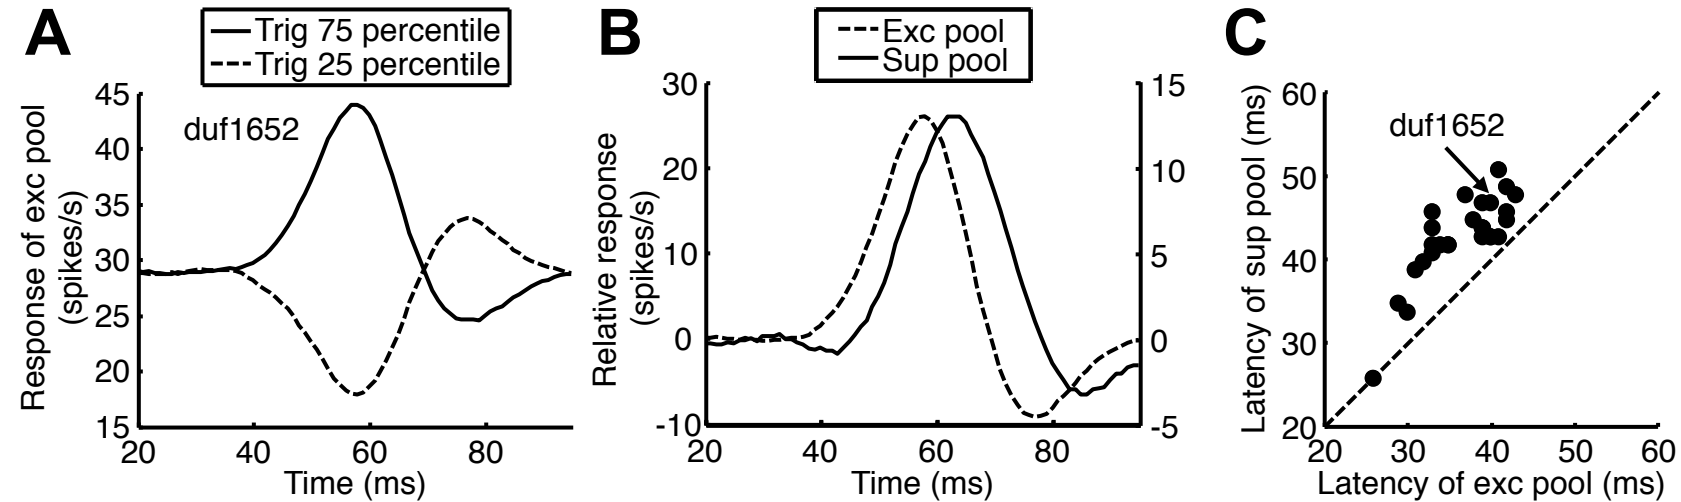 A
Trig 75 percentile
Trig 25 percentile
duf1652
Response of exc pool
(spikes/s)
45
40
35
30
25
20
15
20
40
60
80
Time (ms)
B
Exc pool
Sup pool
Relative response
(spikes/s)
30
20
10
0
-10
15
10
5
0
-5
20
40
60
80
Time (ms)
C
duf1652
Latency of sup pool (ms)
60
50
40
30
20
20
30
40
50
60
Latency of exc pool (ms)